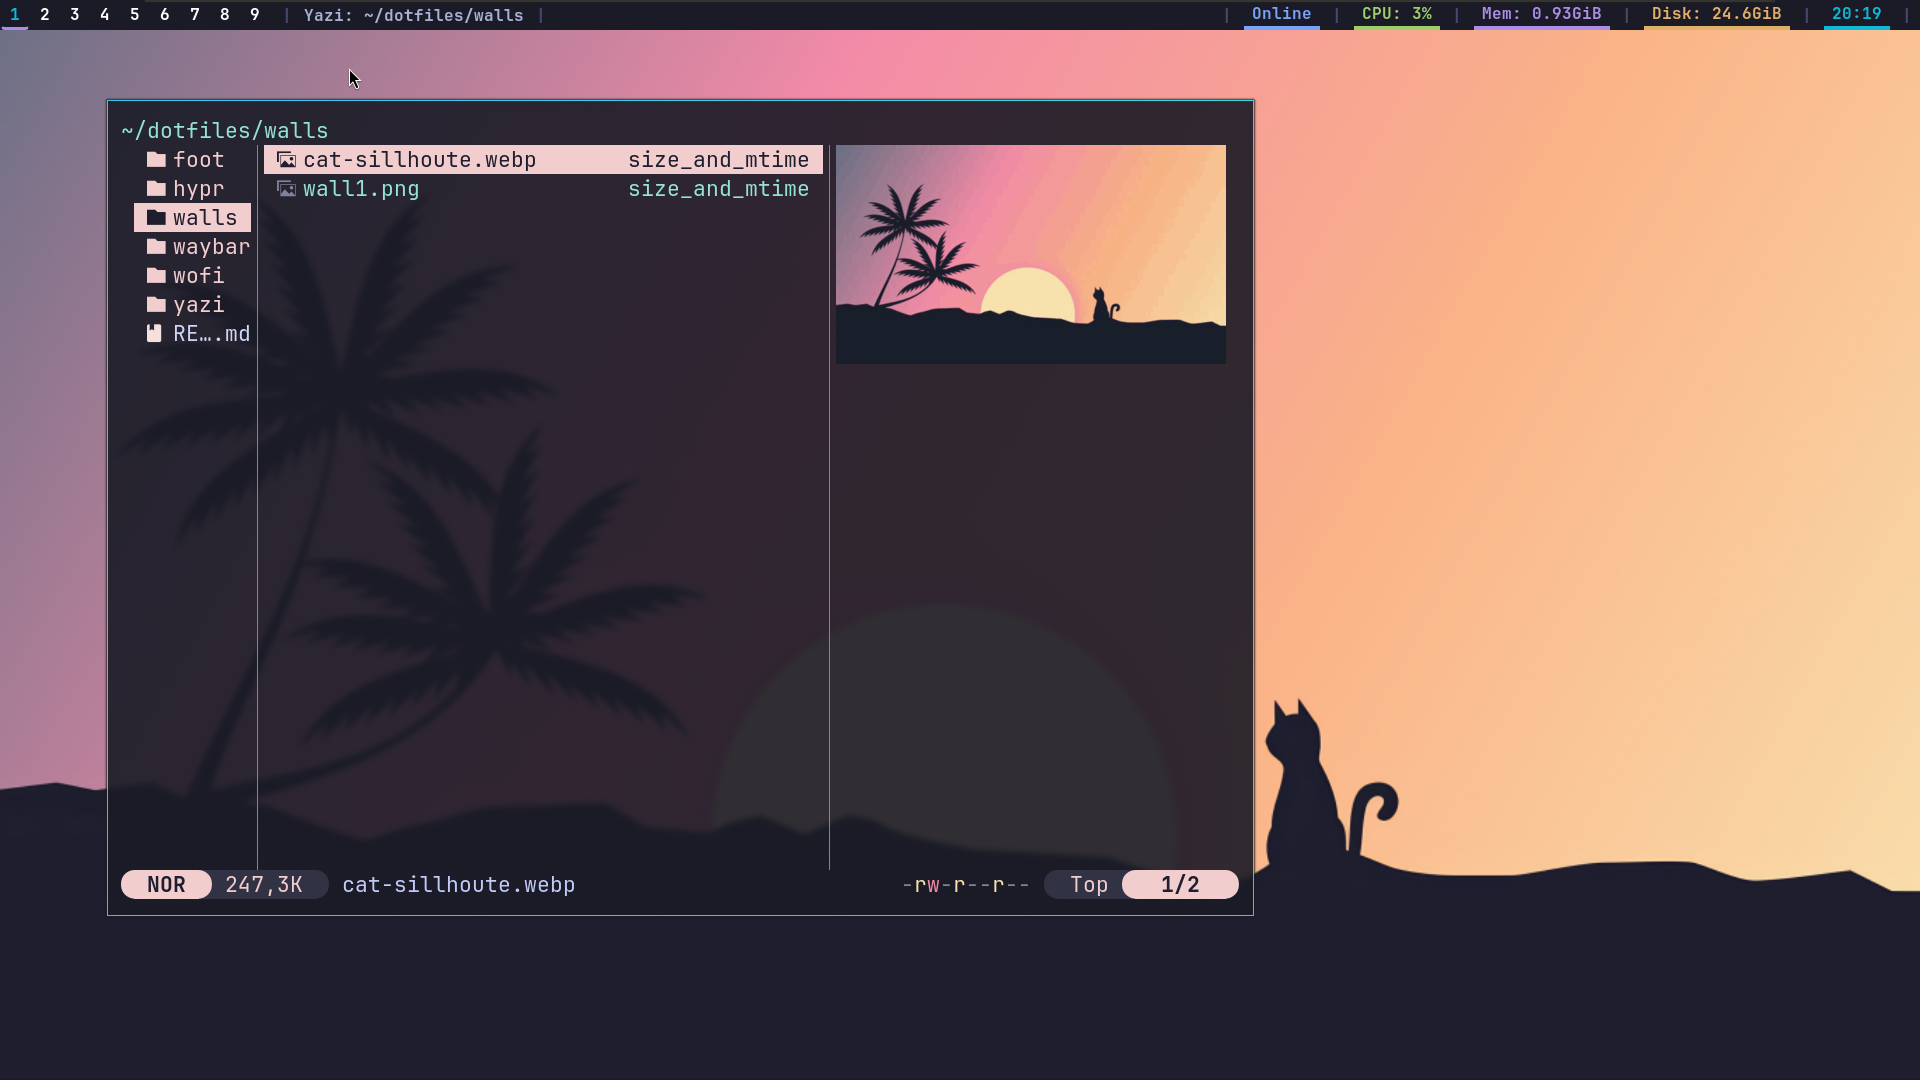 1 2 3 4 5 6 7 8 9 | Yazi: ~/dotfiles/walls | | Online | CPU: 3% | Mem: 0.93GiB | Disk: 24.6GiB | 20:19 |
~/dotfiles/walls
foot
hypr
walls
waybar
wofi
yazi
RE….md
cat-sillhoute.webp size_and_mtime
wall1.png size_and_mtime
NOR 247,3K cat-sillhoute.webp -rw-r--r-- Top 1/2